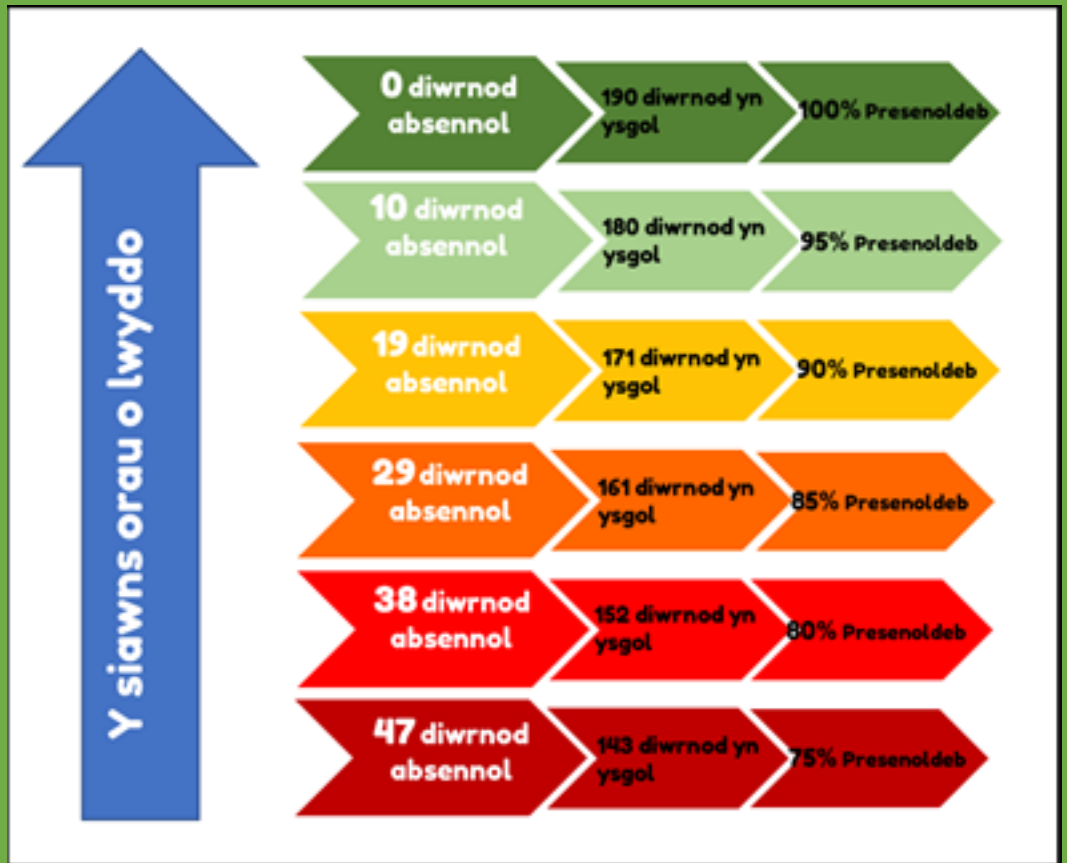 Y siawns orau o lwyddo
0 diwrnod
absennol
190 diwrnod yn
ysgol
100% Presenoldeb
10 diwrnod
absennol
180 diwrnod yn
ysgol
95% Presenoldeb
19 diwrnod
absennol
171 diwrnod yn
ysgol
90% Presenoldeb
29 diwrnod
absennol
161 diwrnod yn
ysgol
85% Presenoldeb
38 diwrnod
absennol
152 diwrnod yn
ysgol
80% Presenoldeb
47 diwrnod
absennol
143 diwrnod yn
ysgol
75% Presenoldeb